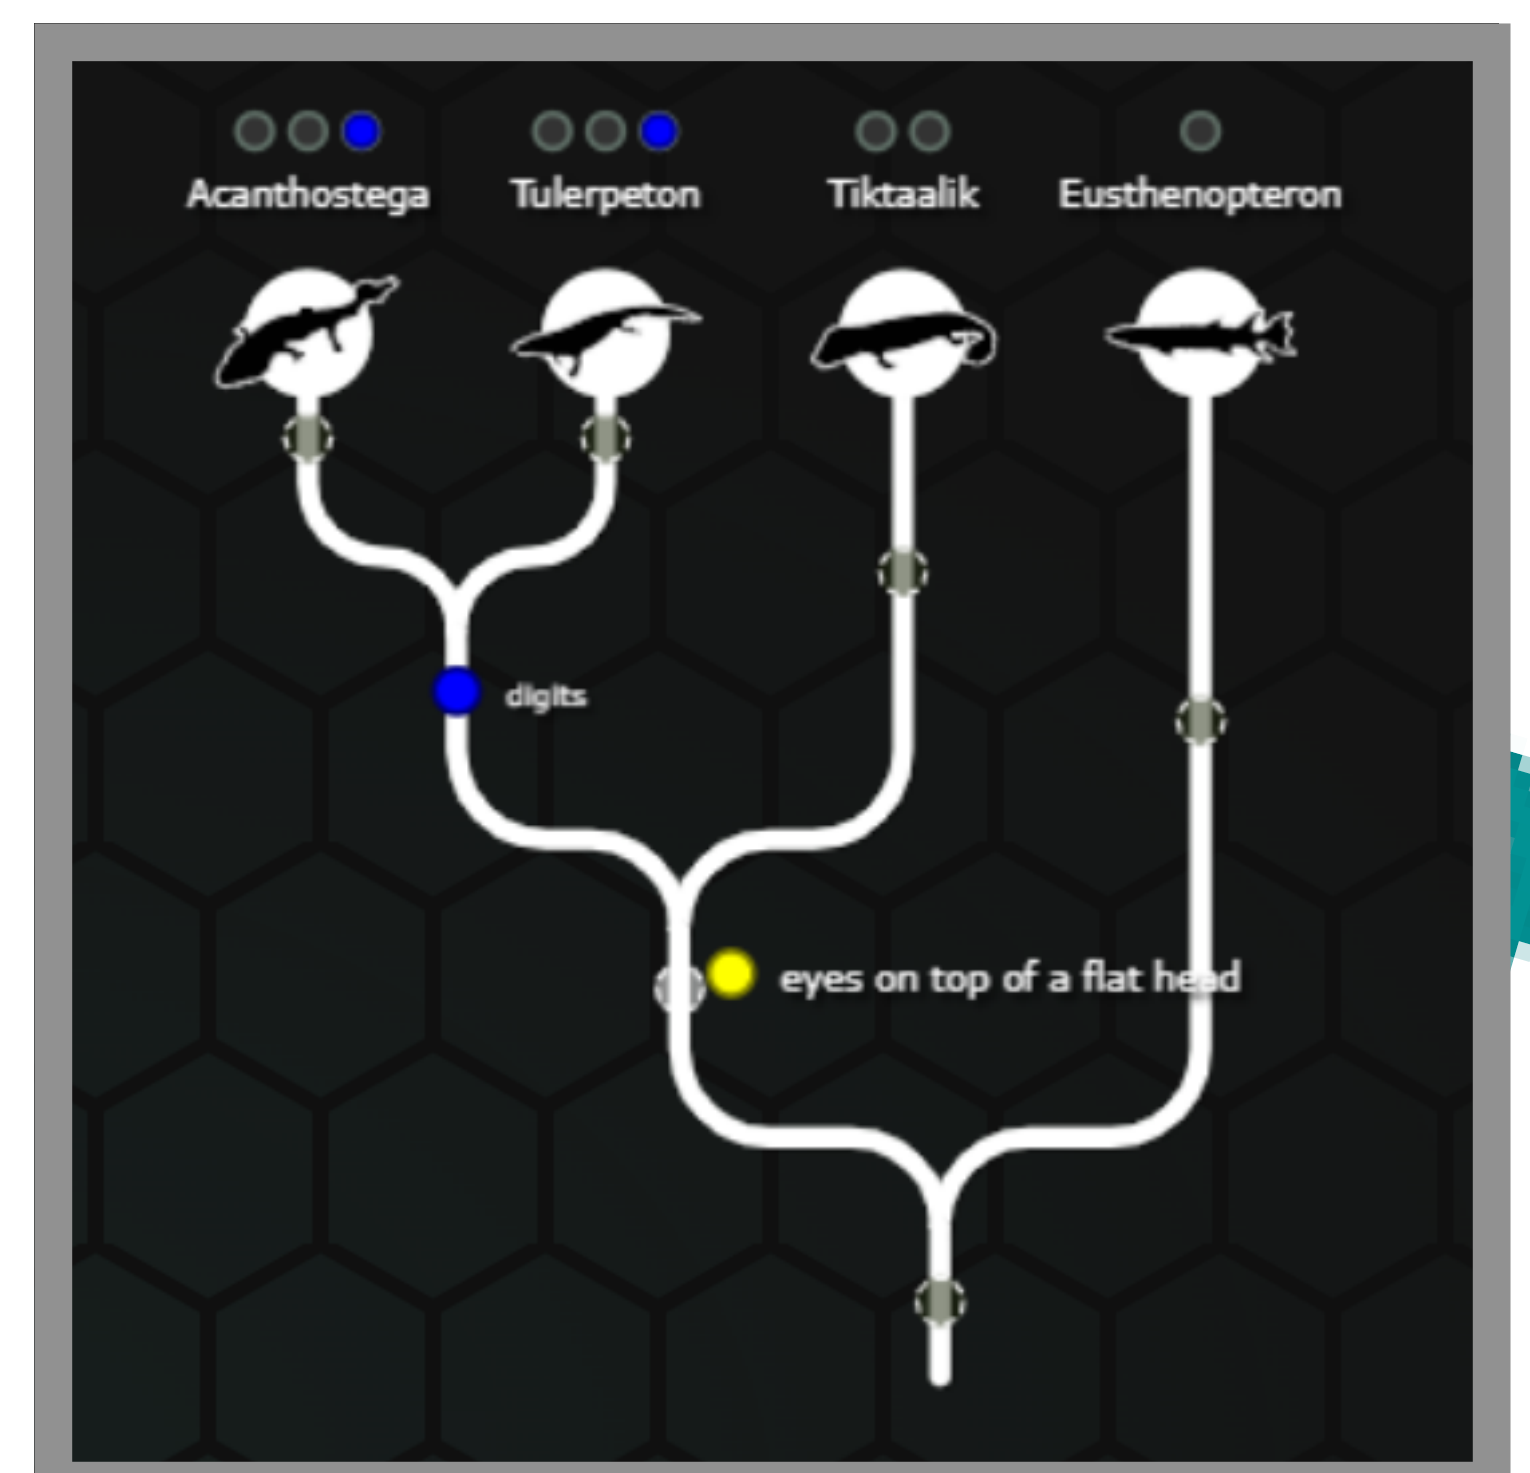 Acanthostega
Tulerpeton
Tiktaalik
Eusthenopteron
digits
eyes on top of a flat head